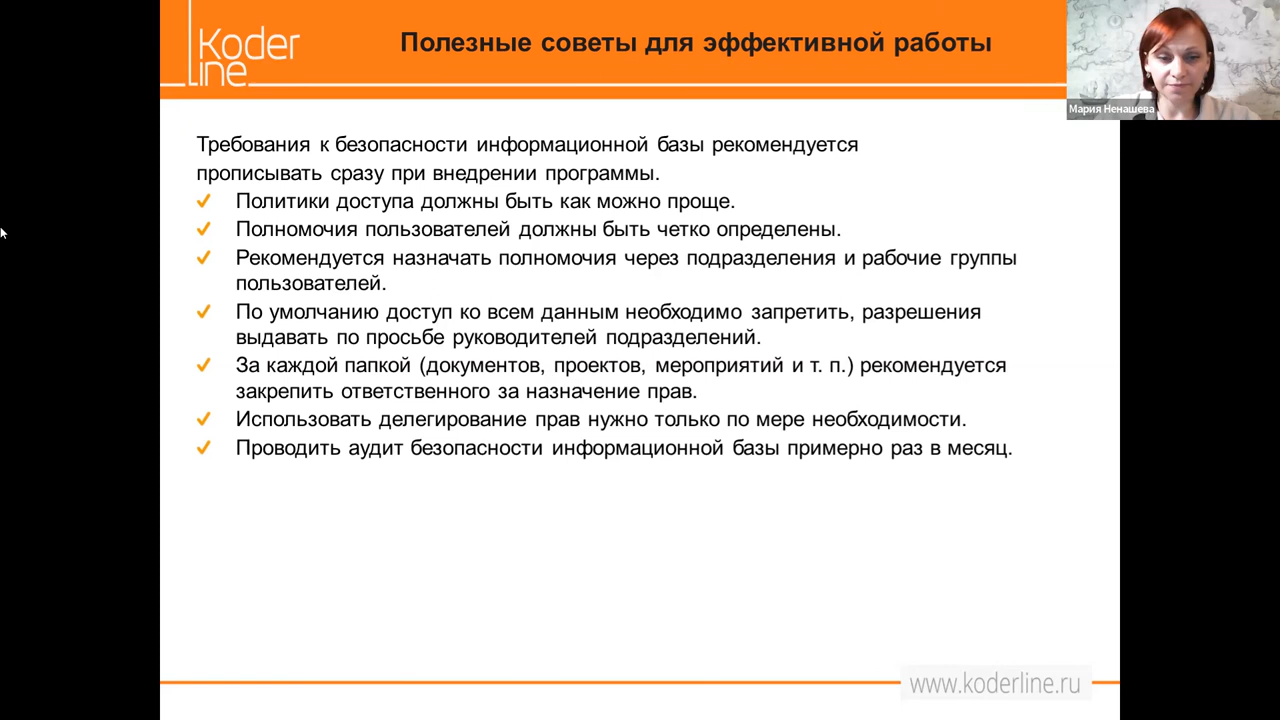 Koder
line
Полезные советы для эффективной работы
Мария Ненашева
Требования к безопасности информационной базы рекомендуется
прописывать сразу при внедрении программы.
Политики доступа должны быть как можно проще.
Полномочия пользователей должны быть четко определены.
Рекомендуется назначать полномочия через подразделения и рабочие группы
пользователей.
По умолчанию доступ ко всем данным необходимо запретить, разрешения
выдавать по просьбе руководителей подразделений.
За каждой папкой (документов, проектов, мероприятий и т. п.) рекомендуется
закрепить ответственного за назначение прав.
Использовать делегирование прав нужно только по мере необходимости.
Проводить аудит безопасности информационной базы примерно раз в месяц.
www.koderline.ru